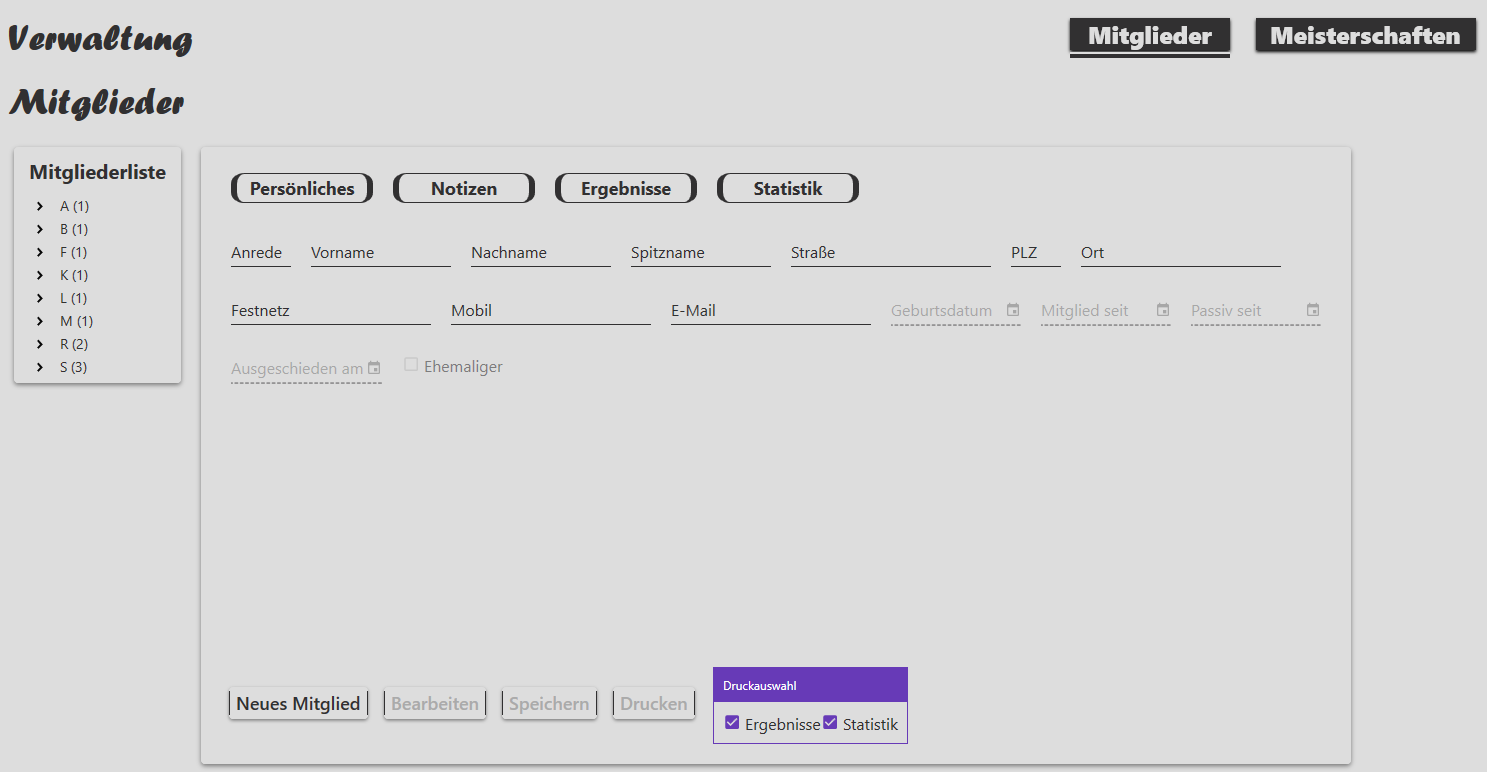 Verwaltung
Mitglieder Meisterschaften
Mitglieder
Mitgliederliste
A (1)
B (1)
F (1)
K (1)
L (1)
M (1)
R (2)
S (3)
Persönliches Notizen Ergebnisse Statistik
Anrede Vorname Nachname Spitzname Straße PLZ Ort
Festnetz Mobil E-Mail Geburtsdatum Mitglied seit Passiv seit
Ausgeschieden am Ehemaliger
Neues Mitglied Bearbeiten Speichern Drucken
Druckauswahl
Ergebnisse Statistik